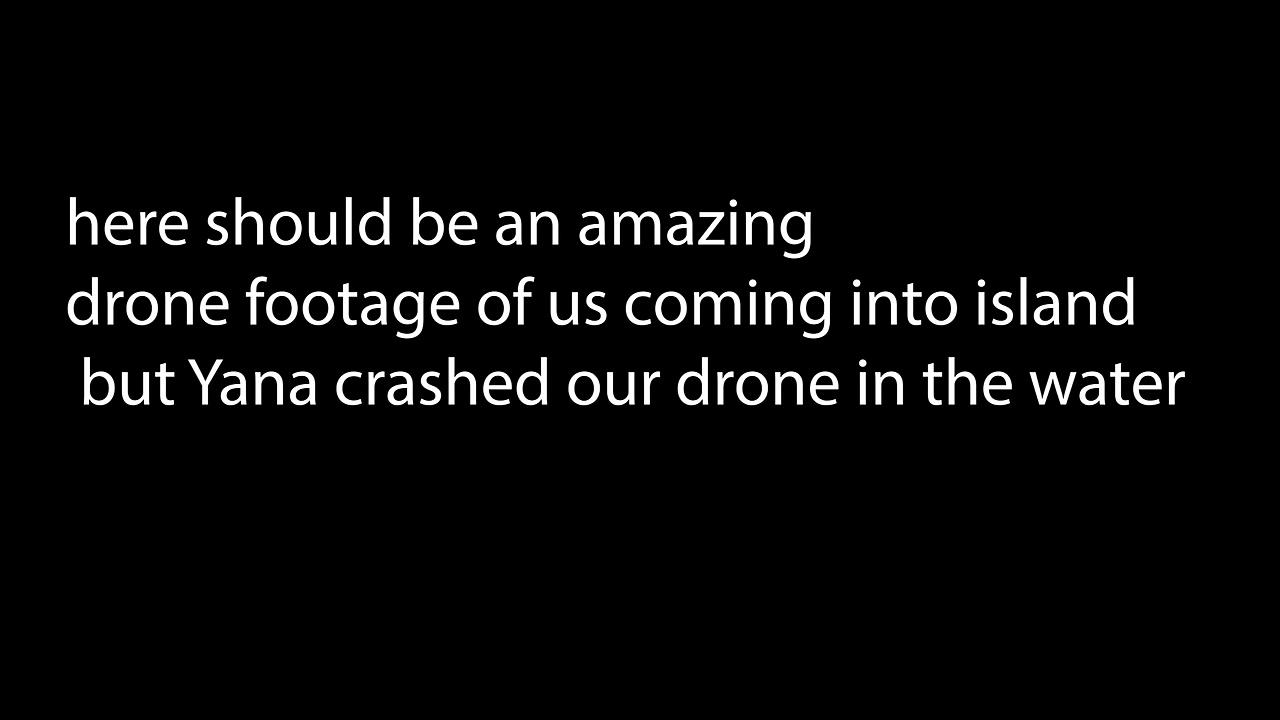 here should be an amazing
drone footage of us coming into island
but Yana crashed our drone in the water